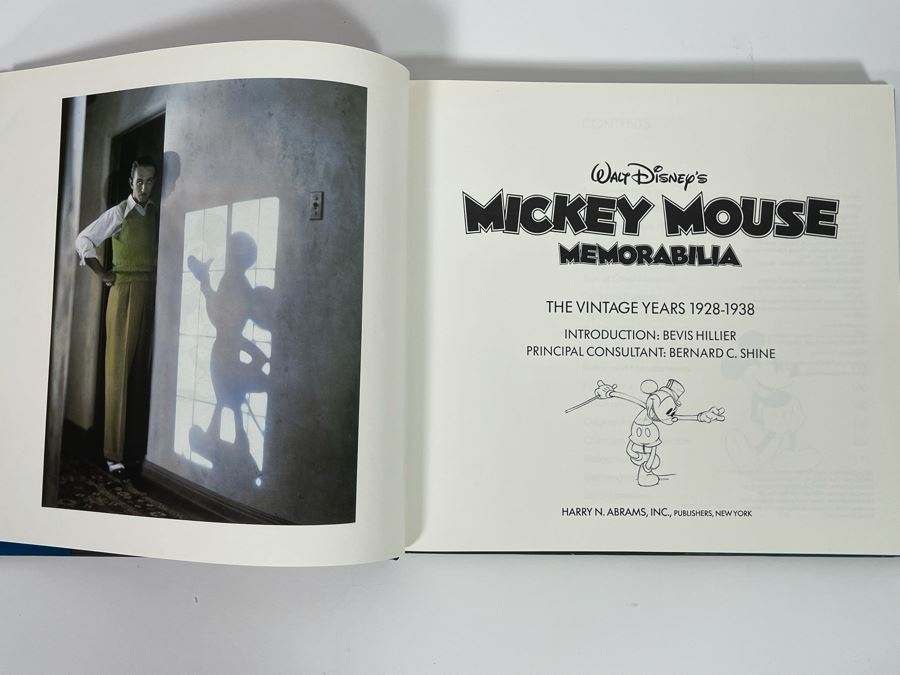 CONTENTS
WALT DISNEY'S
MICKEY MOUSE
MEMORABILIA
THE VINTAGE YEARS 1928-1938
INTRODUCTION: BEVIS HILLIER
PRINCIPAL CONSULTANT: BERNARD C. SHINE
HARRY N. ABRAMS, INC., PUBLISHERS, NEW YORK